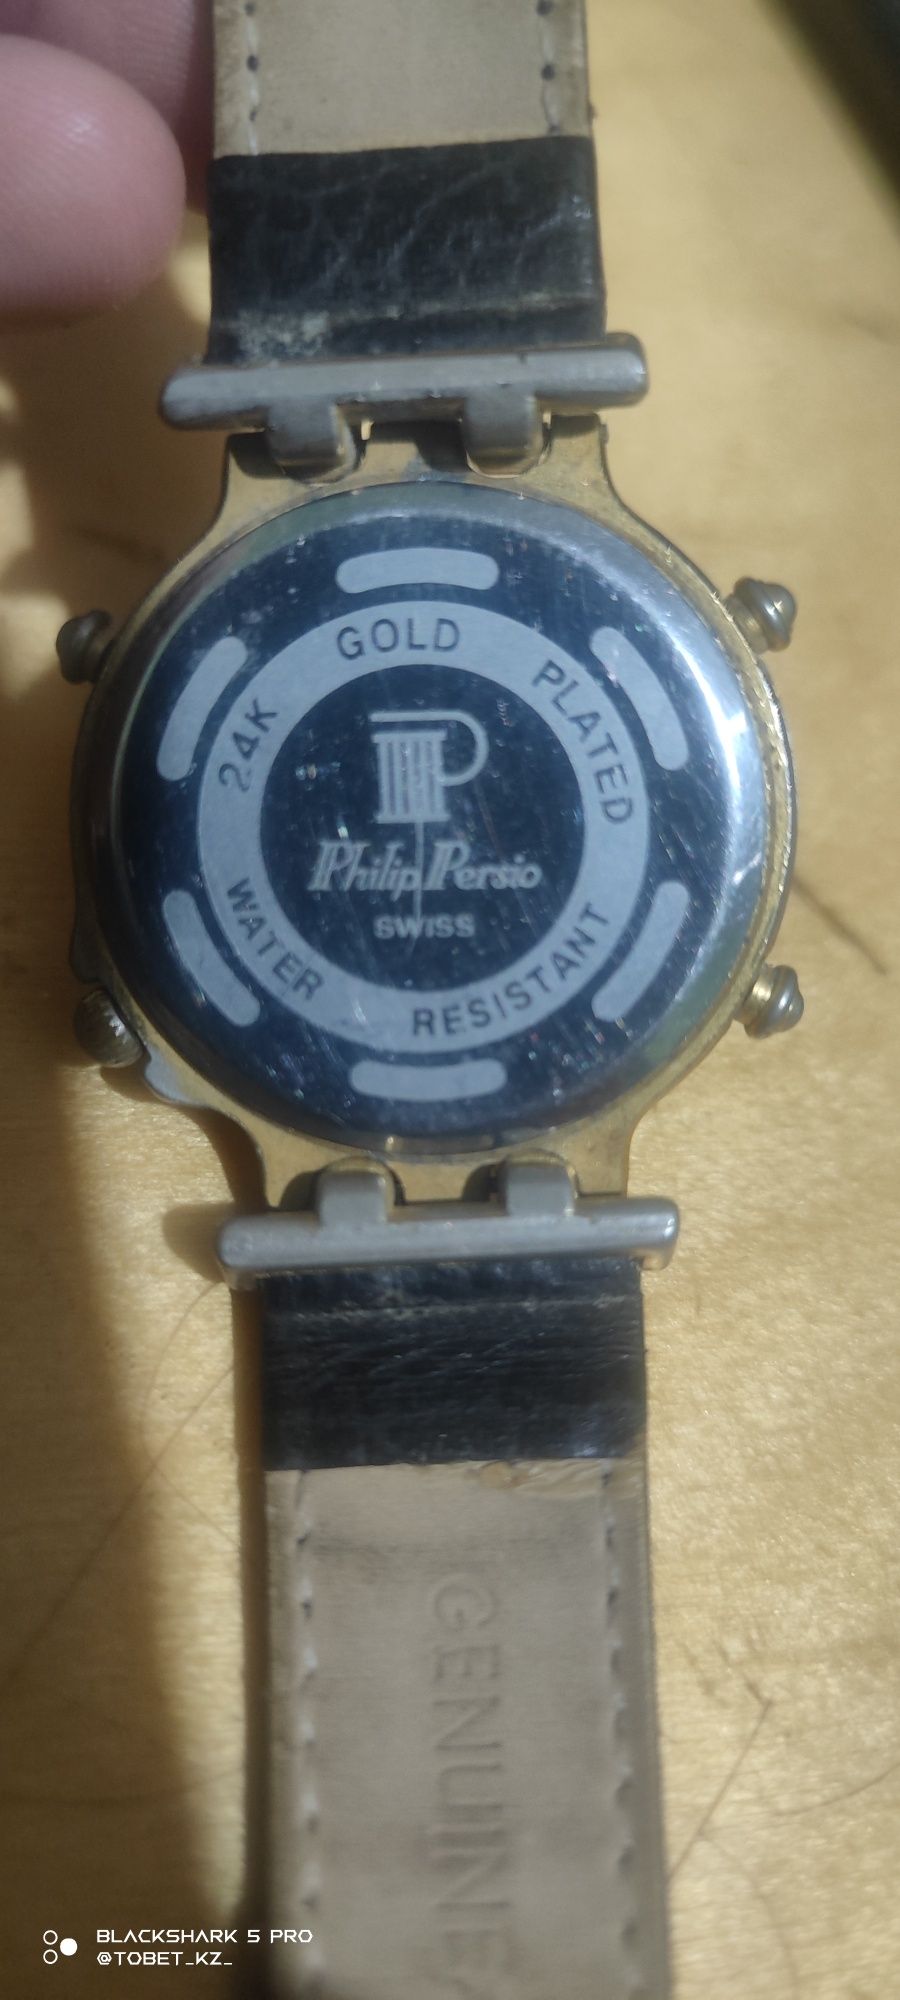 24K GOLD PLATED
P
Philip Persio
SWISS
WATER RESISTANT
GENUINE
BLACKSHARK 5 PRO
@TOBET_KZ_